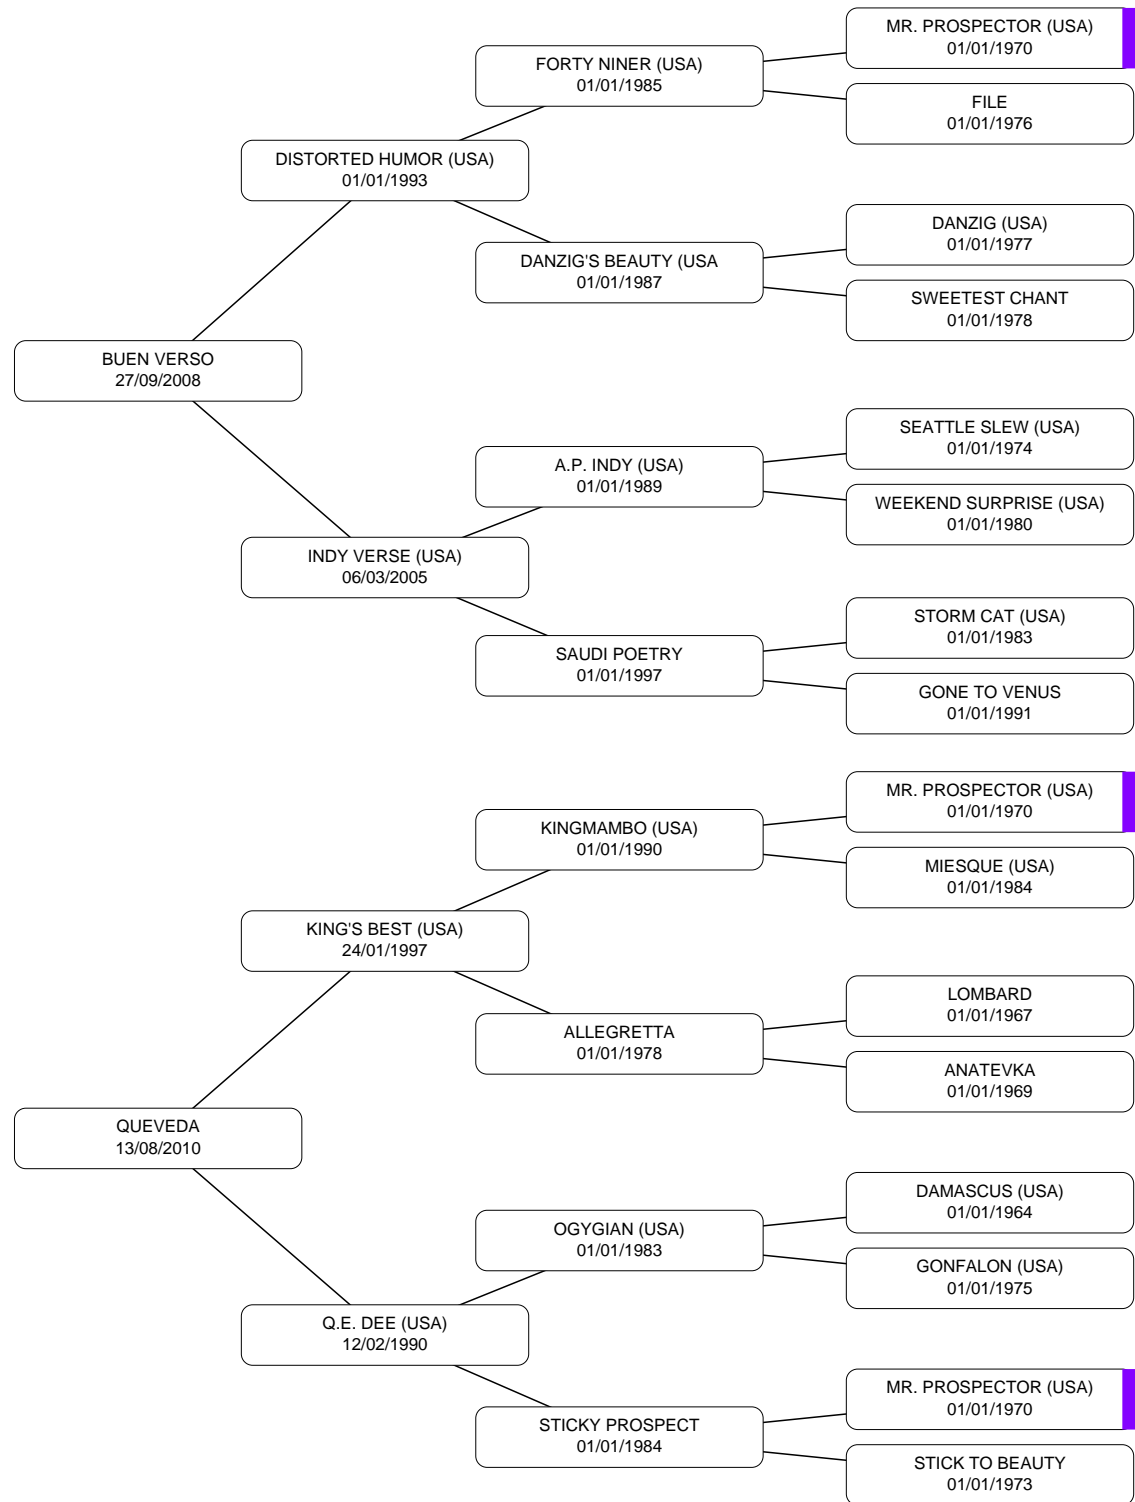 MR. PROSPECTOR (USA)
01/01/1970
FORTY NINER (USA)
01/01/1985
FILE
01/01/1976
DISTORTED HUMOR (USA)
01/01/1993
DANZIG (USA)
01/01/1977
DANZIG'S BEAUTY (USA
01/01/1987
SWEETEST CHANT
01/01/1978
BUEN VERSO
27/09/2008
SEATTLE SLEW (USA)
01/01/1974
A.P. INDY (USA)
01/01/1989
WEEKEND SURPRISE (USA)
01/01/1980
INDY VERSE (USA)
06/03/2005
STORM CAT (USA)
01/01/1983
SAUDI POETRY
01/01/1997
GONE TO VENUS
01/01/1991
MR. PROSPECTOR (USA)
01/01/1970
KINGMAMBO (USA)
01/01/1990
MIESQUE (USA)
01/01/1984
KING'S BEST (USA)
24/01/1997
LOMBARD
01/01/1967
ALLEGRETTA
01/01/1978
ANATEVKA
01/01/1969
QUEVEDA
13/08/2010
DAMASCUS (USA)
01/01/1964
OGYGIAN (USA)
01/01/1983
GONFALON (USA)
01/01/1975
Q.E. DEE (USA)
12/02/1990
MR. PROSPECTOR (USA)
01/01/1970
STICKY PROSPECT
01/01/1984
STICK TO BEAUTY
01/01/1973